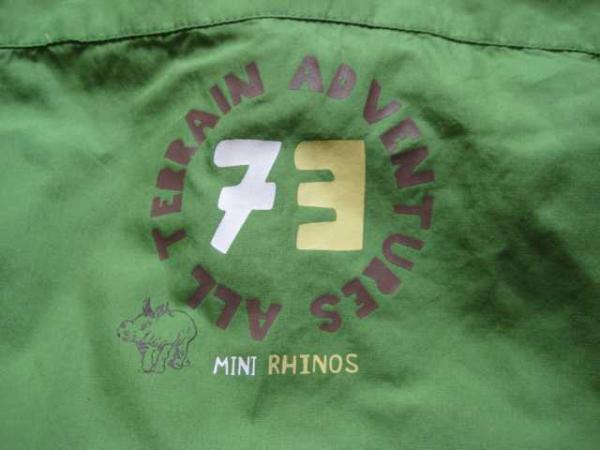 ALL TERRAIN ADVENTURES
73
MINI RHINOS